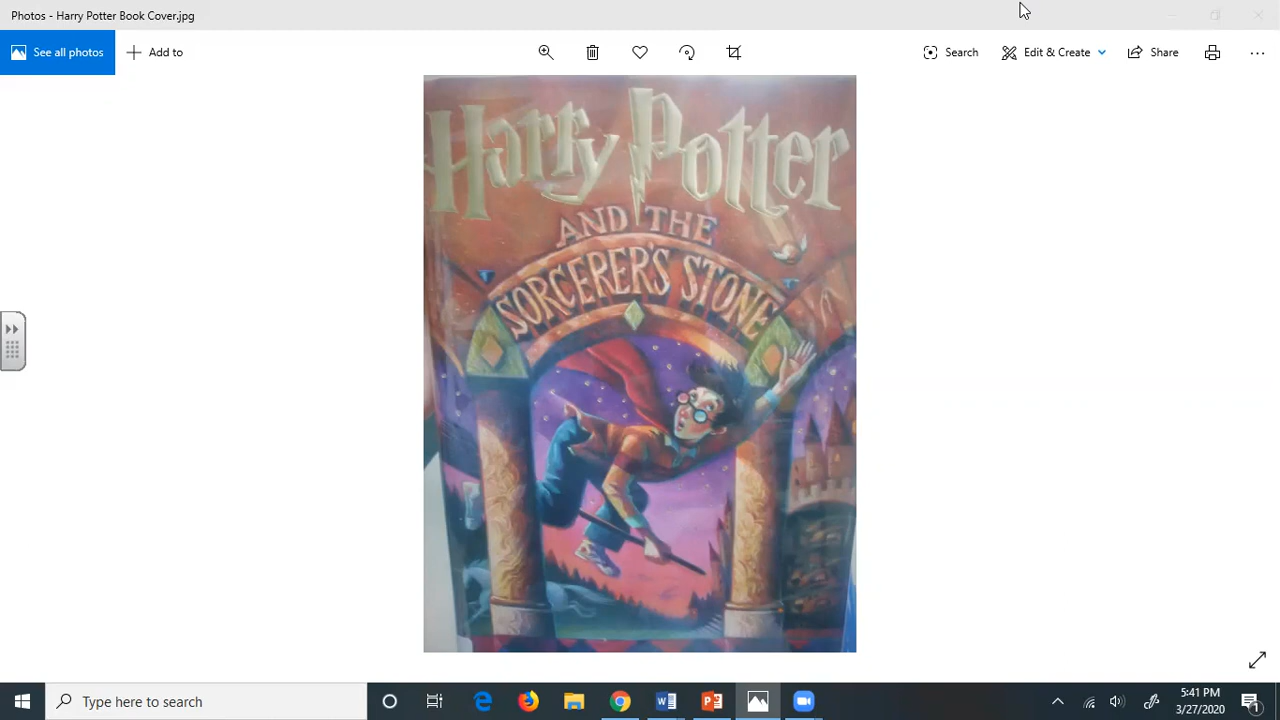 Photos - Harry Potter Book Cover.jpg
See all photos
Add to
Search
Edit & Create
Share
Harry Potter
AND THE
SORCERER'S STONE
Type here to search
5:41 PM
3/27/2020
1